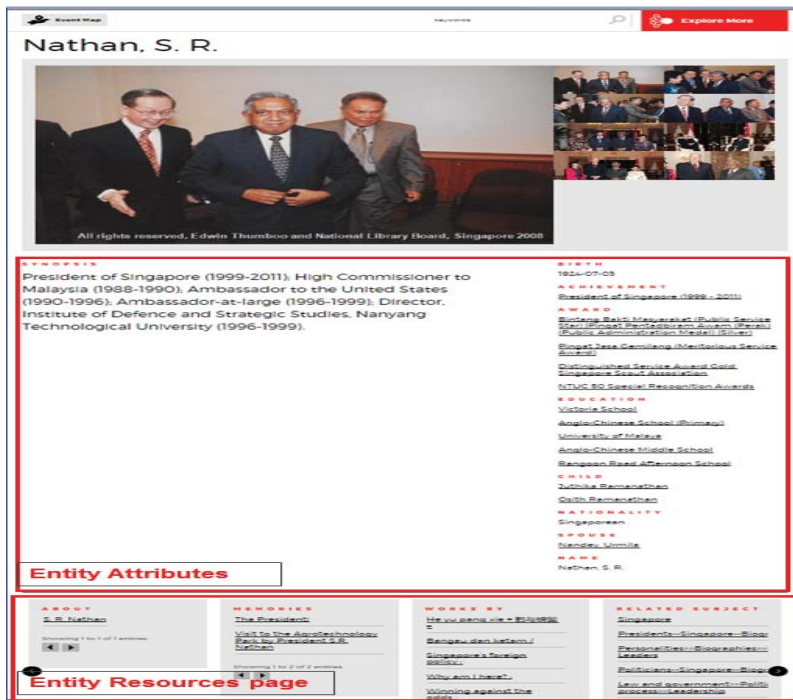 Event Map
keywords
Explore More
Nathan, S. R.
All rights reserved, Edwin Thumboo and National Library Board, Singapore 2008
SYNOPSIS
President of Singapore (1999-2011); High Commissioner to
Malaysia (1988-1990); Ambassador to the United States
(1990-1996); Ambassador-at-large (1996-1999); Director,
Institute of Defence and Strategic Studies, Nanyang
Technological University (1996-1999).
BIRTH
1924-07-03
ACHIEVEMENT
President of Singapore (1999 - 2011)
AWARD
Bintang Bakti Masyarakat (Public Service
Star) (Pingat Pentadbiram Awam (Perak)
(Public Administration Medal) (Silver)
Pingat Jasa Gemilang (Meritorious Service
Award)
Distinguished Service Award Gold
Singapore Scout Association
NTUC 50 Special Recognition Awards
EDUCATION
Victoria School
Anglo-Chinese School (Primary)
University of Malaya
Anglo-Chinese Middle School
Rangoon Road Afternoon School
CHILD
Juthika Ramanathan
Osith Ramanathan
NATIONALITY
Singaporean
SPOUSE
Nandey, Urmila
NAME
Nathan, S. R.
Entity Attributes
ABOUT
S. R. Nathan
Showing 1 to 1 of 1 entries
MEMORIES
The President!
Visit to the Agrotechnology
Park by President S.R.
Nathan
Showing 1 to 2 of 2 entries
WORKS BY
He yu pang xie =
Bangau dan ketam /
Singapore's foreign
policy :
Why am I here? :
Winning against the
odds :
RELATED SUBJECT
Singapore
Presidents--Singapore--Biogr
Personalities--Biographies--
Leaders
Politicians--Singapore--Biogr
Law and government--Politi
process--Leadership
Entity Resources page